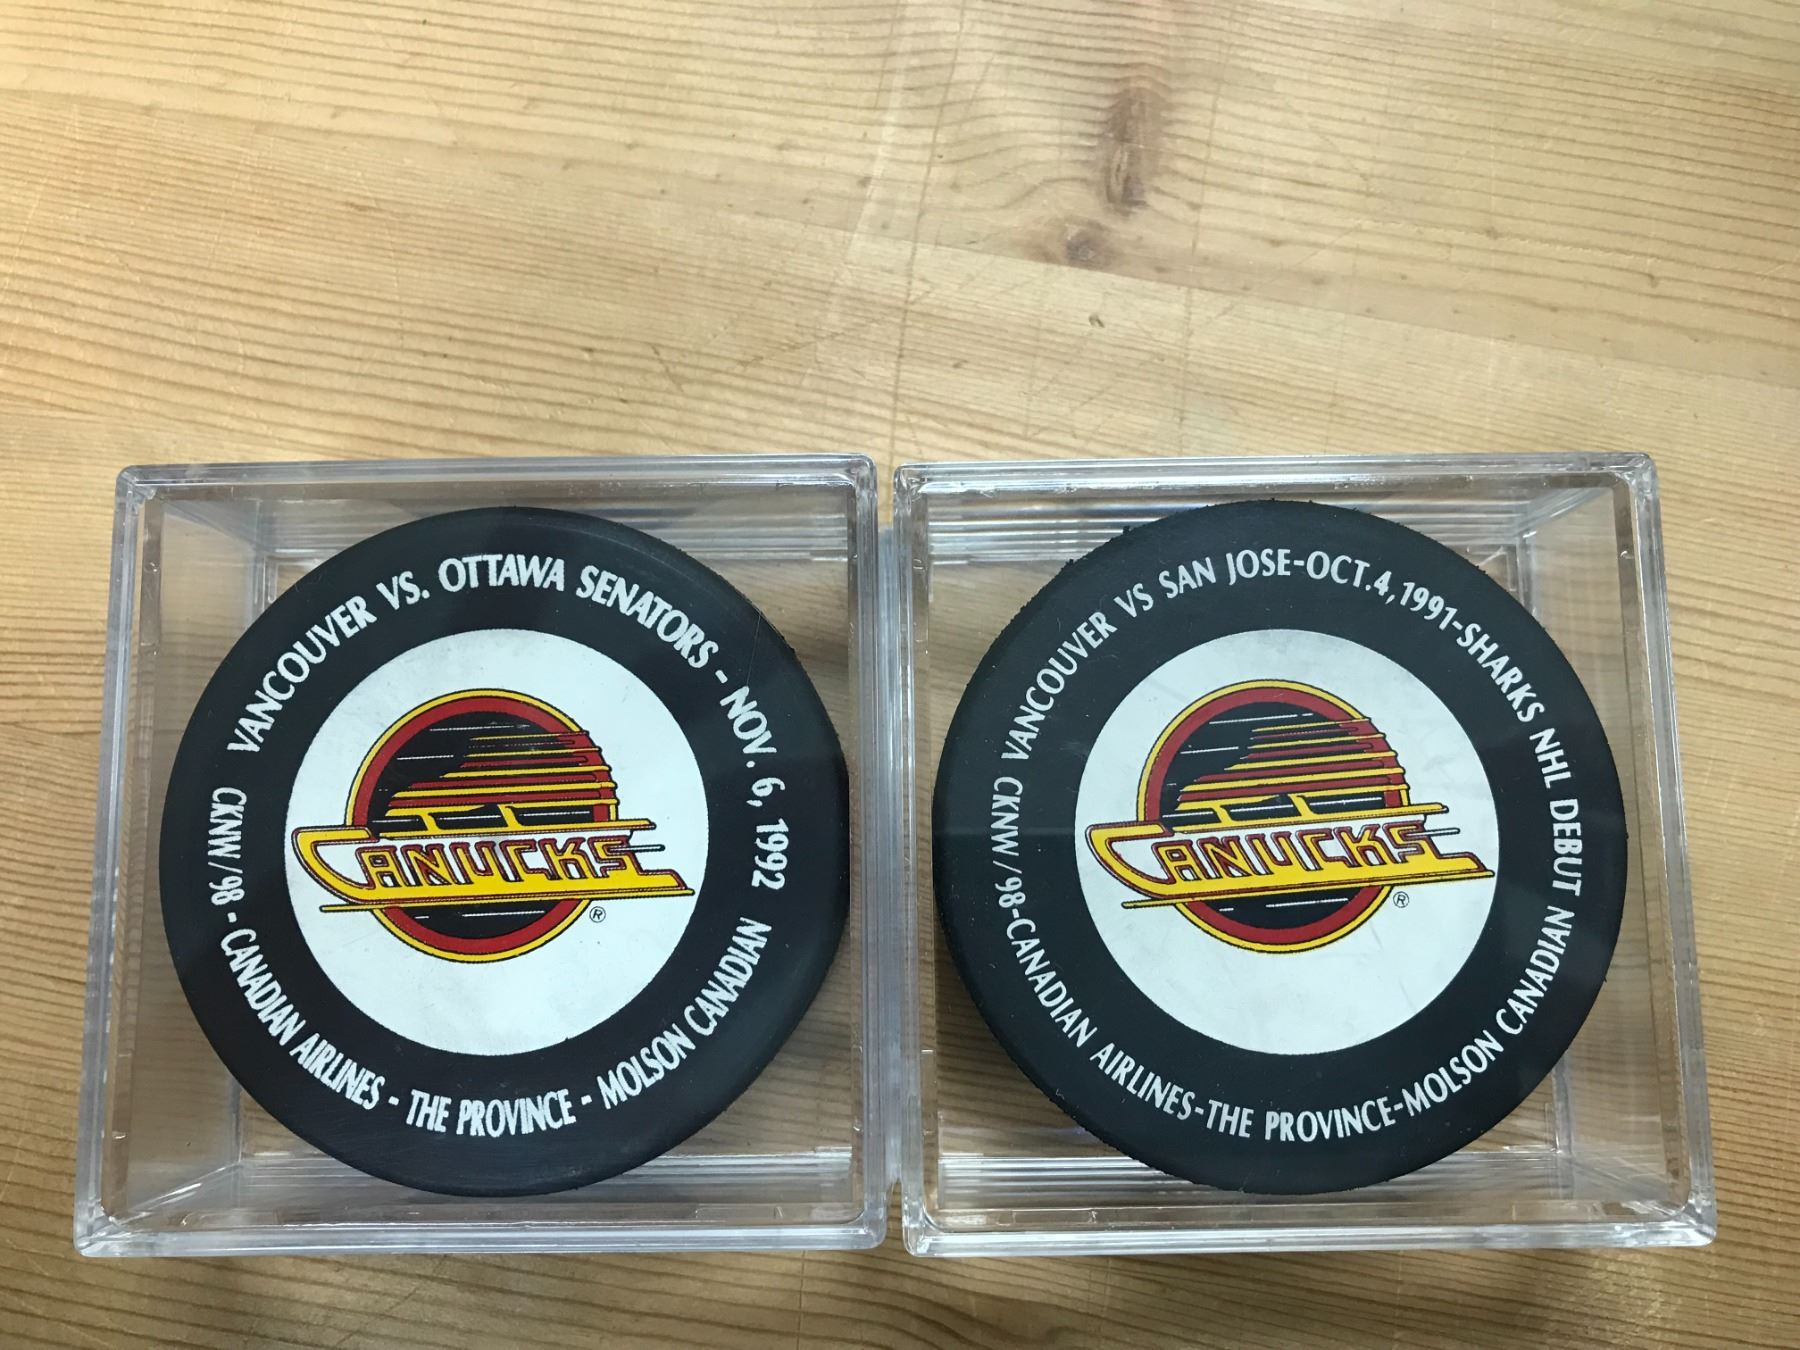 VANCOUVER VS. OTTAWA SENATORS - NOV. 6, 1992
CKNW/98 - CANADIAN AIRLINES - THE PROVINCE - MOLSON CANADIAN
CANUCKS
®
VANCOUVER VS SAN JOSE-OCT.4,1991-SHARKS NHL DEBUT
CKNW/98-CANADIAN AIRLINES-THE PROVINCE-MOLSON CANADIAN
CANUCKS
®